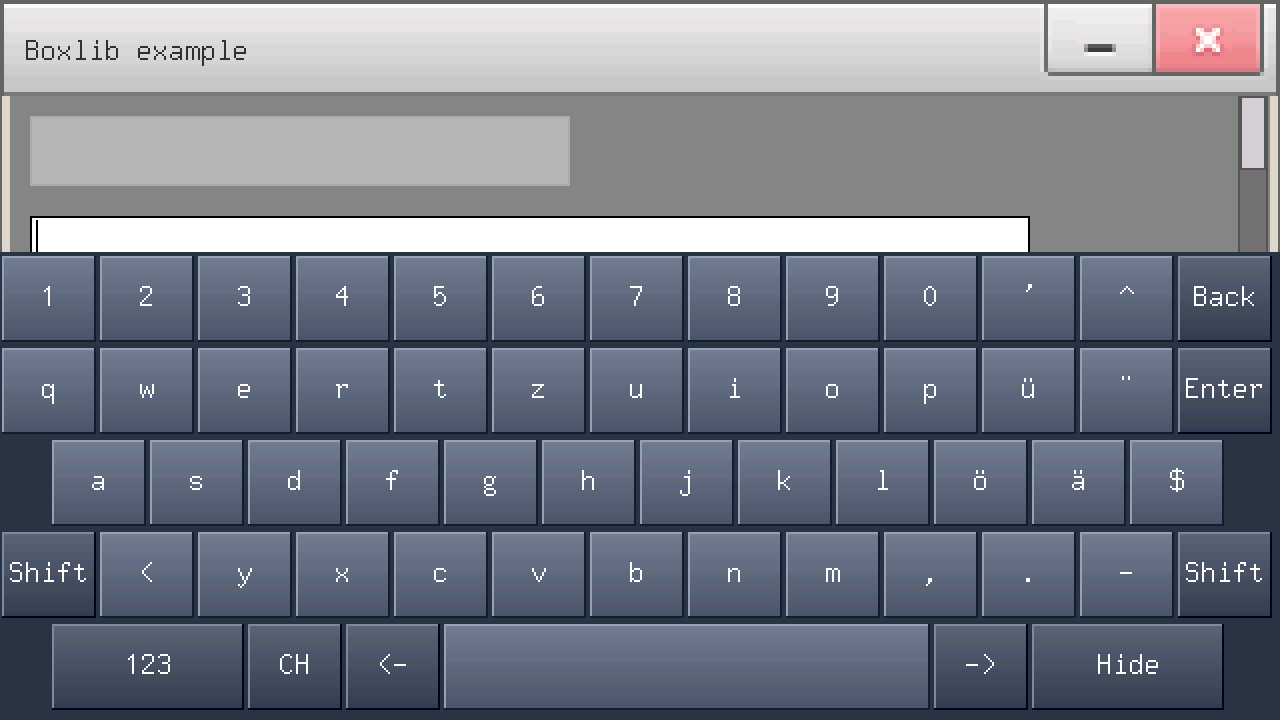 Boxlib example
1 2 3 4 5 6 7 8 9 0 ' ^ Back
q w e r t z u i o p ü ¨ Enter
a s d f g h j k l ö ä $
Shift < y x c v b n m , . - Shift
123 CH <- -> Hide